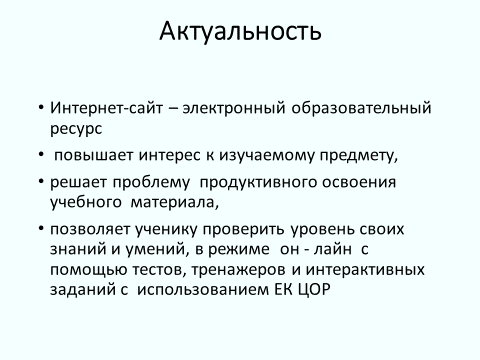 Актуальность
• Интернет-сайт – электронный образовательный
ресурс
• повышает интерес к изучаемому предмету,
• решает проблему продуктивного освоения
учебного материала,
• позволяет ученику проверить уровень своих
знаний и умений, в режиме он - лайн с
помощью тестов, тренажеров и интерактивных
заданий с использованием ЕК ЦОР